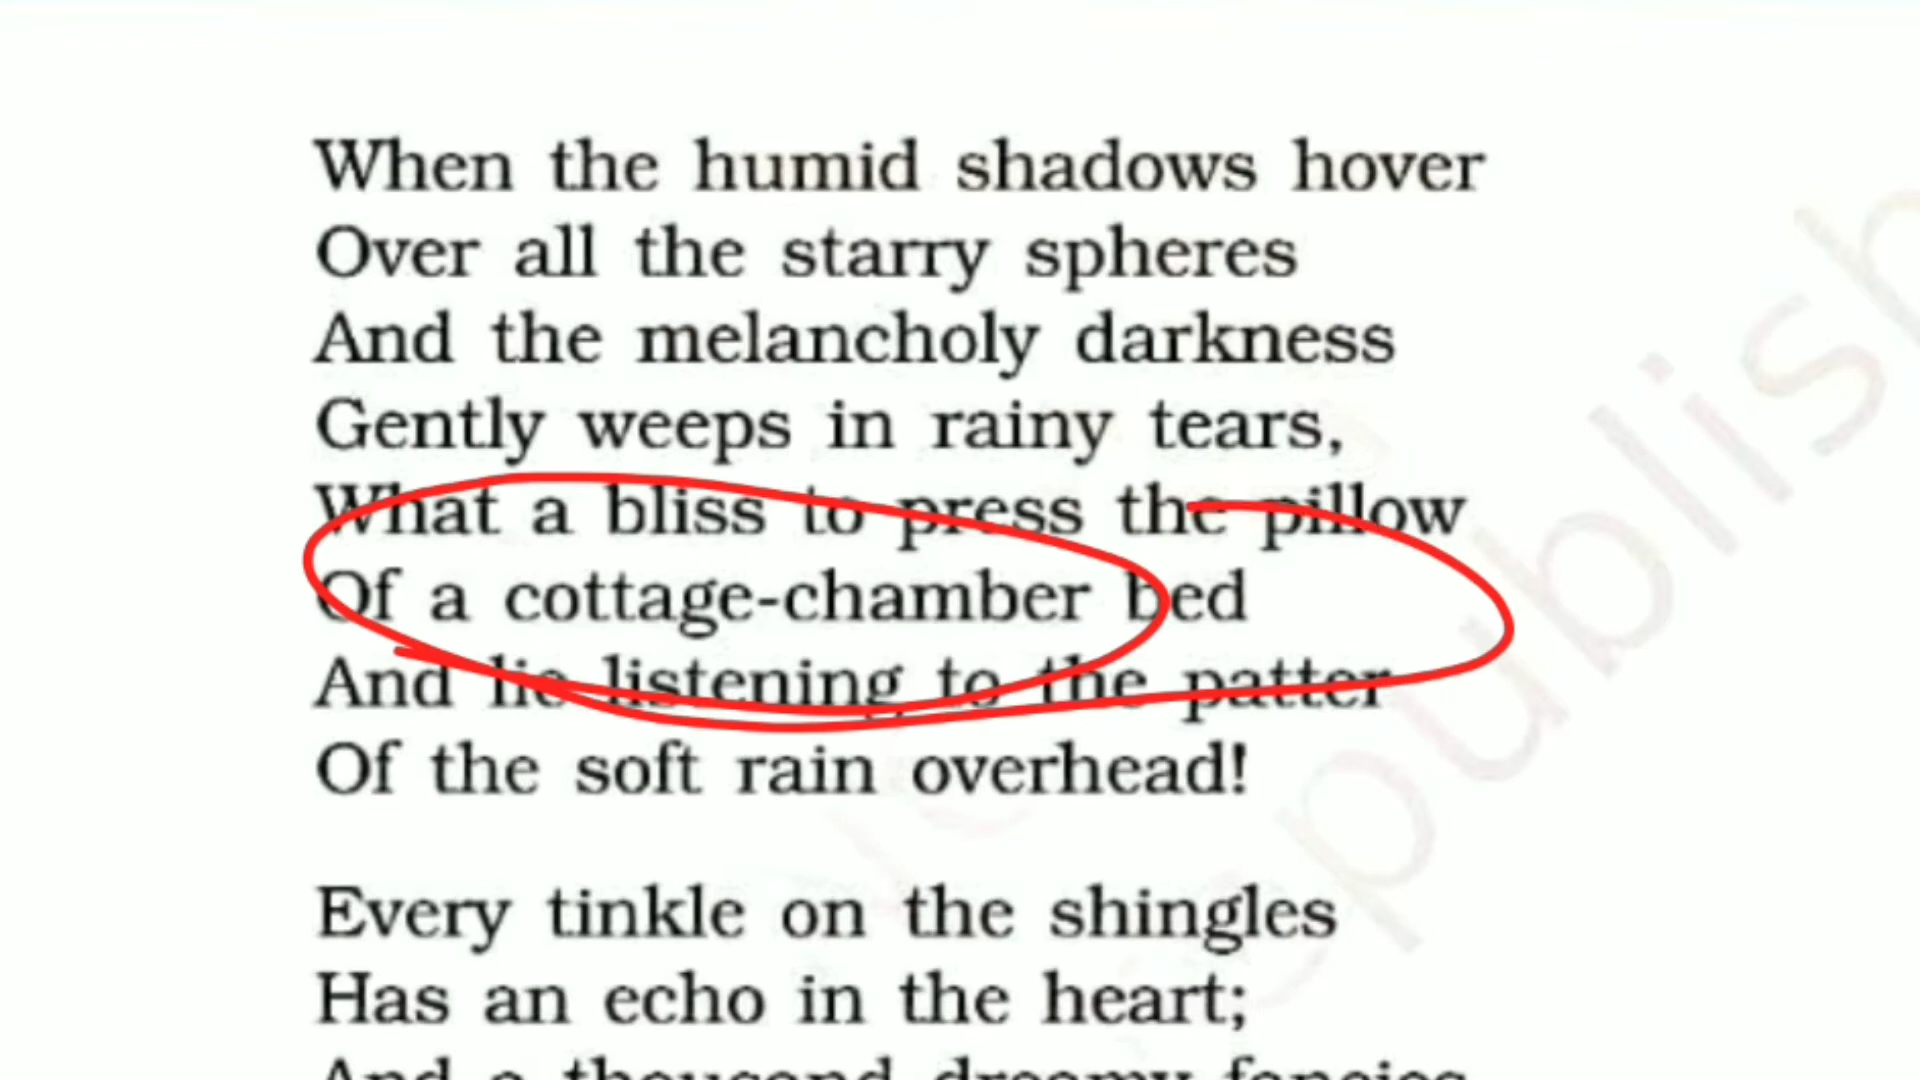 When the humid shadows hover
Over all the starry spheres
And the melancholy darkness
Gently weeps in rainy tears,
What a bliss to press the pillow
Of a cottage-chamber bed
And lie listening to the patter
Of the soft rain overhead!
Every tinkle on the shingles
Has an echo in the heart;
And a thousand dreamy fancies
publish